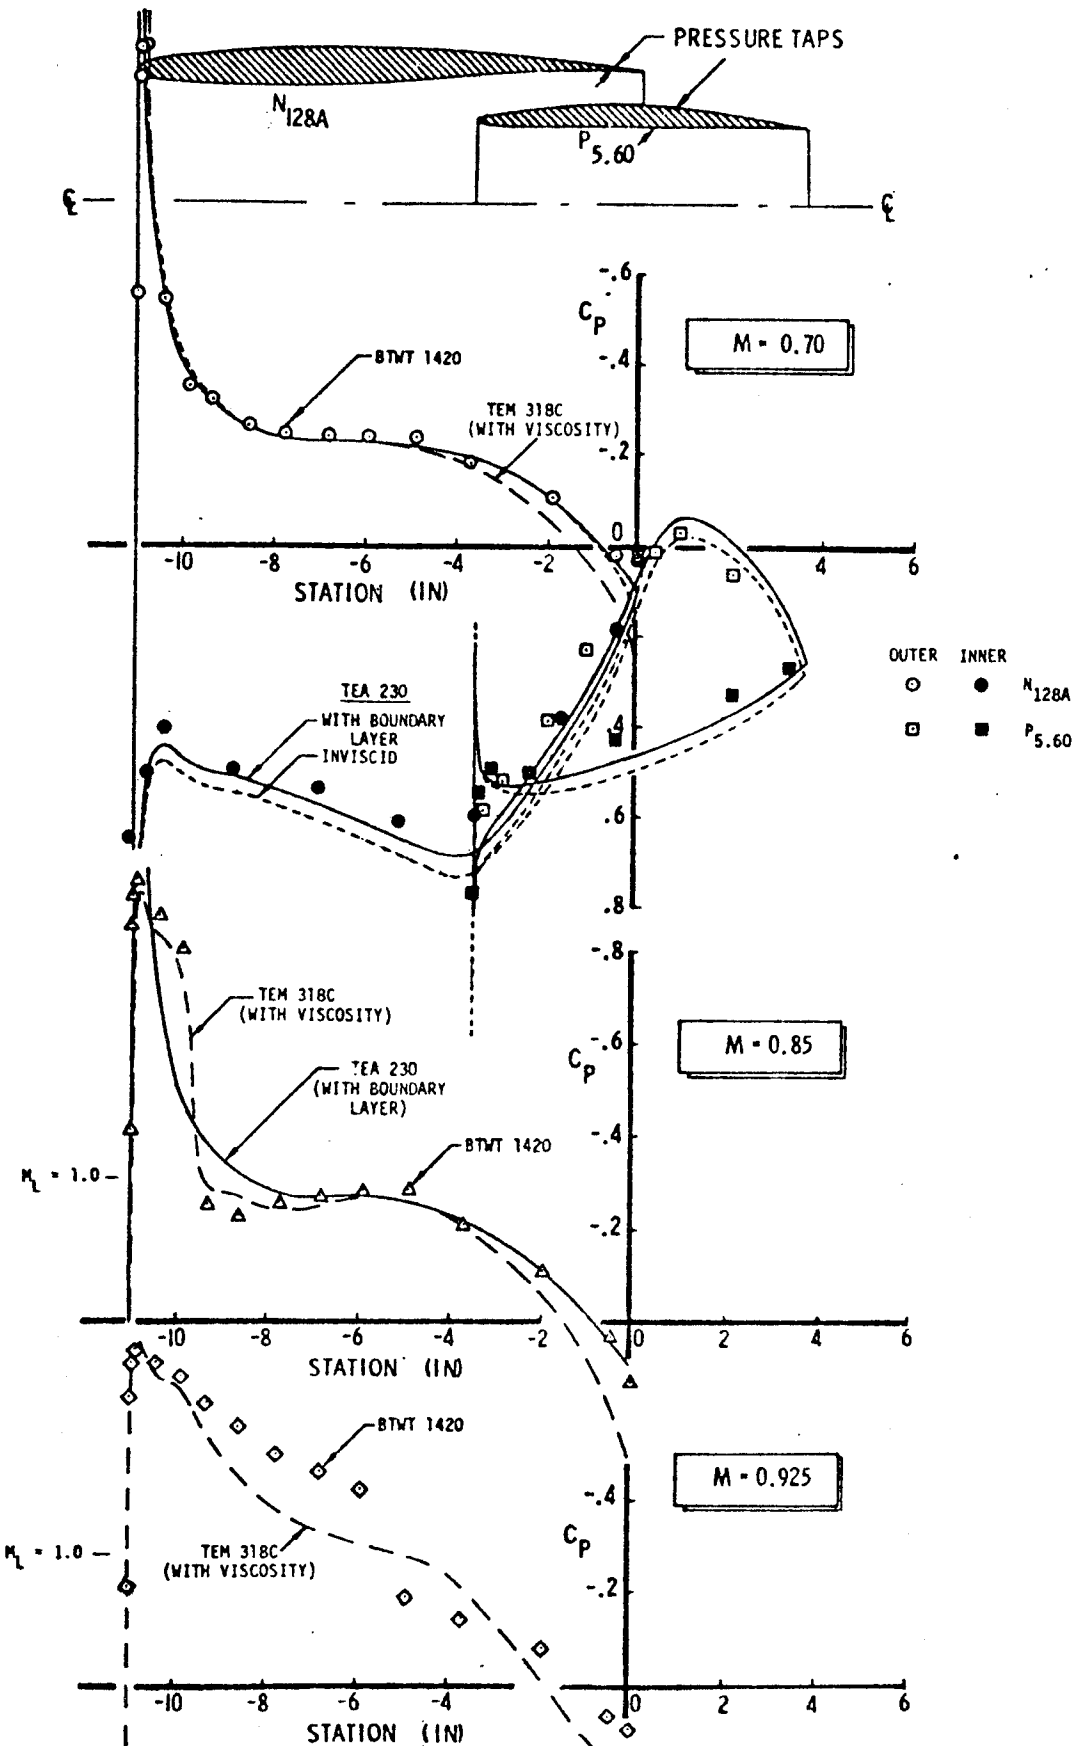 PRESSURE TAPS
N128A
P5.60
℄
℄
-.6
CP
M = 0.70
-.4
BTWT 1420
TEM 318C
(WITH VISCOSITY)
-.2
0
-10 -8 -6 -4 -2 4 6
STATION (IN)
OUTER INNER
N128A
P5.60
TEA 230
WITH BOUNDARY
LAYER
INVISCID
.4
.6
.8
-.8
TEM 318C
(WITH VISCOSITY)
-.6
CP
M = 0.85
TEA 230
(WITH BOUNDARY
LAYER)
-.4
BTWT 1420
ML = 1.0
-.2
-10 -8 -6 -4 -2 0 2 4 6
STATION (IN)
BTWT 1420
M = 0.925
-.4
CP
ML = 1.0
TEM 318C
(WITH VISCOSITY)
-.2
-10 -8 -6 -4 -2 0 2 4 6
STATION (IN)